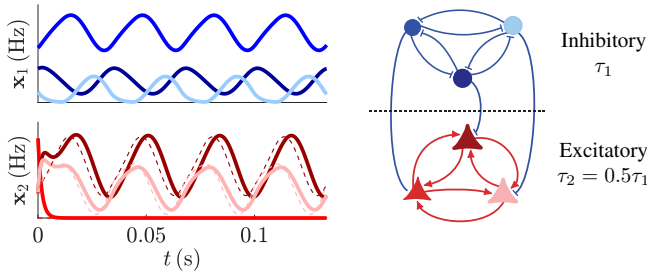 x₁ (Hz)
x₂ (Hz)
0
0.05
0.1
t (s)
Inhibitory
τ₁
Excitatory
τ₂ = 0.5τ₁